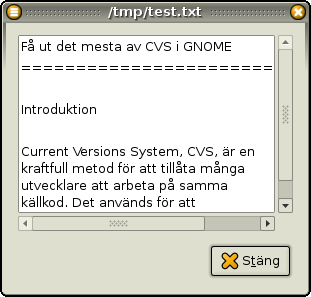 /tmp/test.txt
Få ut det mesta av CVS i GNOME
=======================
Introduktion
Current Versions System, CVS, är en
kraftfull metod för att tillåta många
utvecklare att arbeta på samma
källkod. Det används för att
Stäng